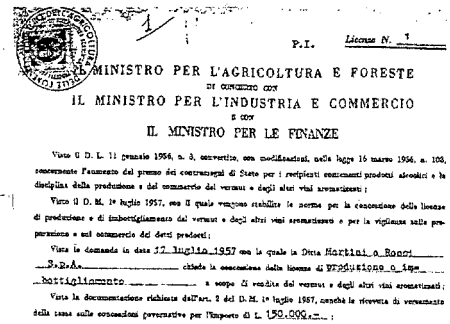 1
P.I.
Licenza N. 1
IL MINISTRO PER L'AGRICOLTURA E FORESTE
DI CONCERTO CON
IL MINISTRO PER L'INDUSTRIA E COMMERCIO
E CON
IL MINISTRO PER LE FINANZE
Visto il D. L. 11 gennaio 1956, n. 3, convertito, con modificazioni, nella legge 16 marzo 1956, n. 108,
concernente l'aumento del prezzo dei contrassegni di Stato per i recipienti contenenti prodotti alcoolici e la
disciplina della produzione e del commercio del vermut e degli altri vini aromatizzati;
Visto il D. M. 1° luglio 1957, con il quale vengono stabilite le norme per la concessione delle licenze
di produzione e di imbottigliamento del vermut e degli altri vini aromatizzati e per la vigilanza sulla pre-
parazione e sul commercio dei detti prodotti;
Vista la domanda in data 17 luglio 1957 con la quale la Ditta Martini e Rossi
S.p.A. chiede la concessione della licenza di produzione e im
bottigliamento a scopo di vendita del vermut e degli altri vini aromatizzati;
Vista la documentazione richiesta dall'art. 2 del D. M. 1° luglio 1957, nonchè la ricevuta di versamento
della tassa sulle concessioni governative per l'importo di L. 150.000.- ;